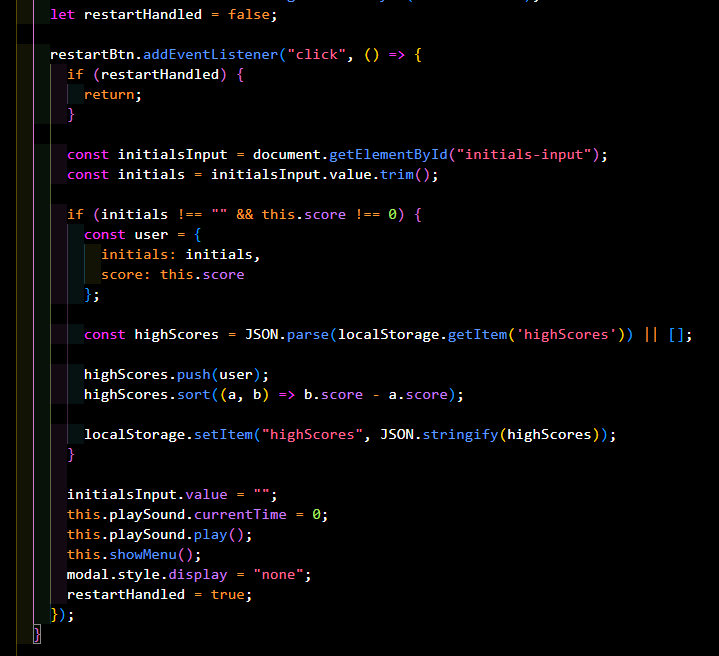 let restartHandled = false;
restartBtn.addEventListener("click", () => {
if (restartHandled) {
return;
}
const initialsInput = document.getElementById("initials-input");
const initials = initialsInput.value.trim();
if (initials !== "" && this.score !== 0) {
const user = {
initials: initials,
score: this.score
};
const highScores = JSON.parse(localStorage.getItem('highScores')) || [];
highScores.push(user);
highScores.sort((a, b) => b.score - a.score);
localStorage.setItem("highScores", JSON.stringify(highScores));
}
initialsInput.value = "";
this.playSound.currentTime = 0;
this.playSound.play();
this.showMenu();
modal.style.display = "none";
restartHandled = true;
});
}